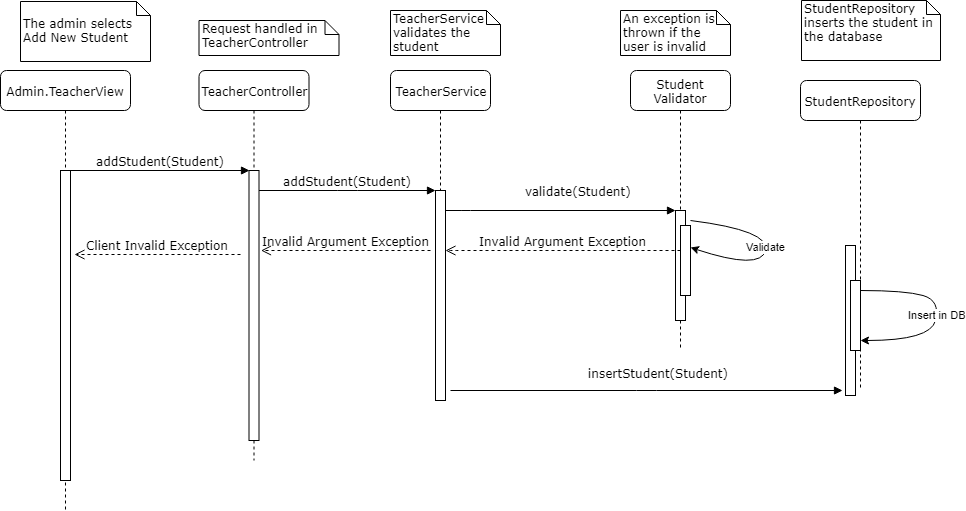 The admin selects
Add New Student
Request handled in
TeacherController
TeacherService
validates the
student
An exception is
thrown if the
user is invalid
StudentRepository
inserts the student in
the database
Admin.TeacherView
TeacherController
TeacherService
Student
Validator
StudentRepository
addStudent(Student)
addStudent(Student)
validate(Student)
Client Invalid Exception
Invalid Argument Exception
Invalid Argument Exception
Validate
Insert in DB
insertStudent(Student)